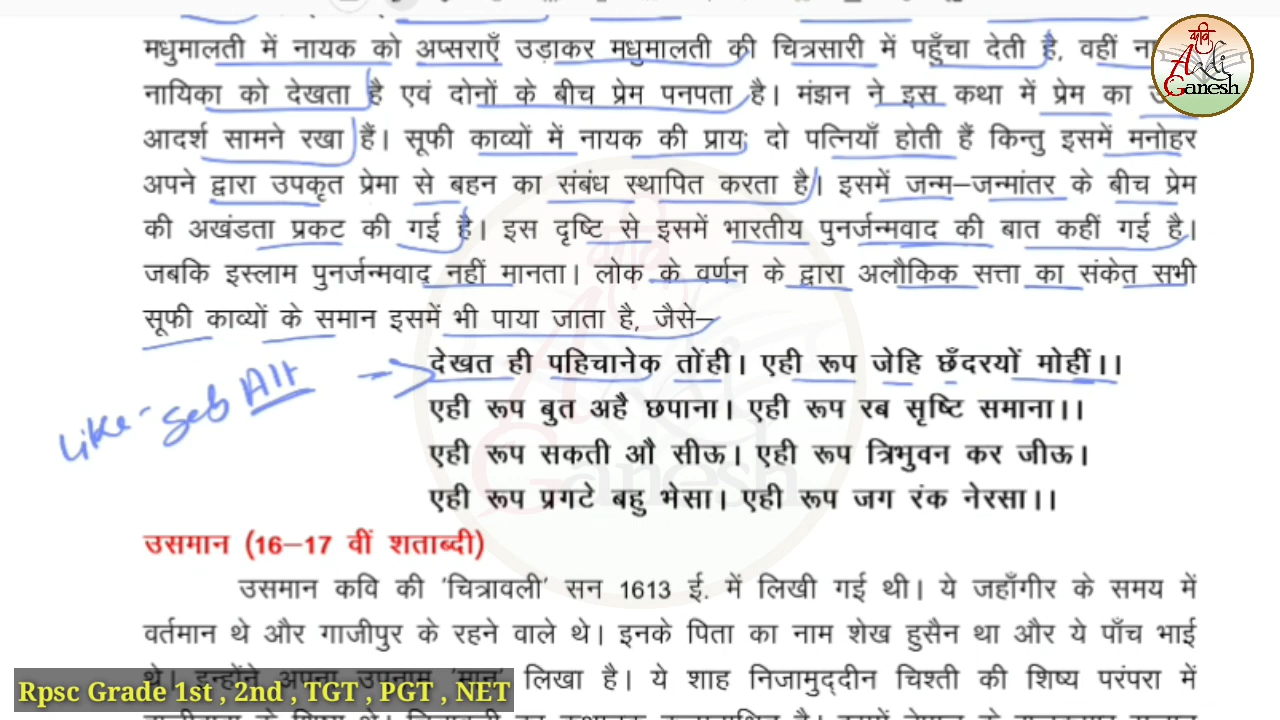 मधुमालती में नायक को अप्सराएँ उड़ाकर मधुमालती की चित्रसारी में पहुँचा देती है, वहीं
नायिका को देखता है एवं दोनों के बीच प्रेम पनपता है। मंझन ने इस कथा में प्रेम का
आदर्श सामने रखा हैं। सूफी काव्यों में नायक की प्रायः दो पत्नियाँ होती हैं किन्तु इसमें मनोहर
अपने द्वारा उपकृत प्रेमा से बहन का संबंध स्थापित करता है। इसमें जन्म–जन्मांतर के बीच प्रेम
की अखंडता प्रकट की गई है। इस दृष्टि से इसमें भारतीय पुनर्जन्मवाद की बात कहीं गई है।
जबकि इस्लाम पुनर्जन्मवाद नहीं मानता। लोक के वर्णन के द्वारा अलौकिक सत्ता का संकेत सभी
सूफी काव्यों के समान इसमें भी पाया जाता है, जैसे–
देखत ही पहिचानेक तोंही। एही रूप जेहि छँदरयों मोहीं।।
एही रूप बुत अहै छपाना। एही रूप रब सृष्टि समाना।।
एही रूप सकती औ सीऊ। एही रूप त्रिभुवन कर जीऊ।
एही रूप प्रगटे बहु भेसा। एही रूप जग रंक नेरसा।।
Like-
उसमान (16–17 वीं शताब्दी)
उसमान कवि की 'चित्रावली' सन 1613 ई. में लिखी गई थी। ये जहाँगीर के समय में
वर्तमान थे और गाजीपुर के रहने वाले थे। इनके पिता का नाम शेख हुसैन था और ये पाँच भाई
थे। इन्होंने अपना उपनाम 'मान' लिखा है। ये शाह निजामुद्दीन चिश्ती की शिष्य परंपरा में
कवि
Aadi
Ganesh
Rpsc Grade 1st , 2nd , TGT , PGT , NET